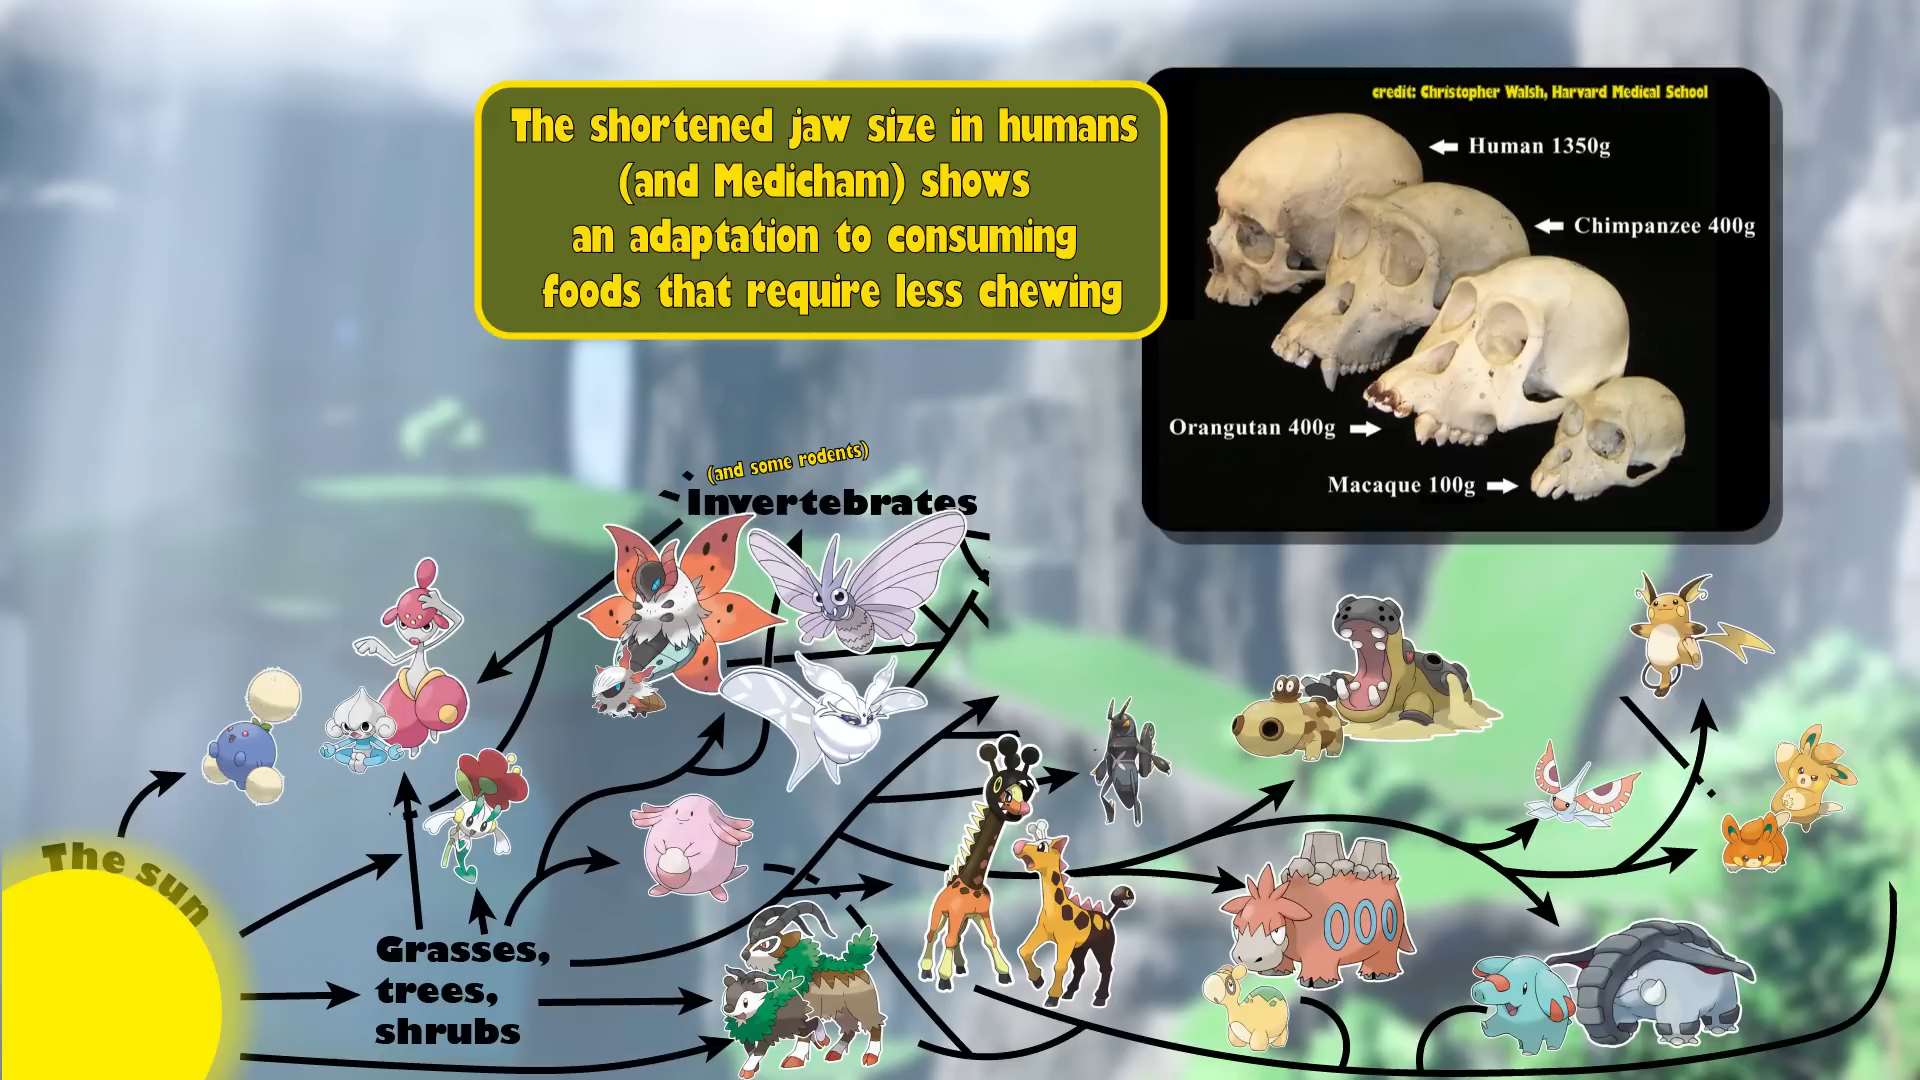 credit: Christopher Walsh, Harvard Medical School
The shortened jaw size in humans
(and Medicham) shows
an adaptation to consuming
foods that require less chewing
Human 1350g
Chimpanzee 400g
Orangutan 400g
Macaque 100g
(and some rodents)
Invertebrates
The sun
Grasses,
trees,
shrubs